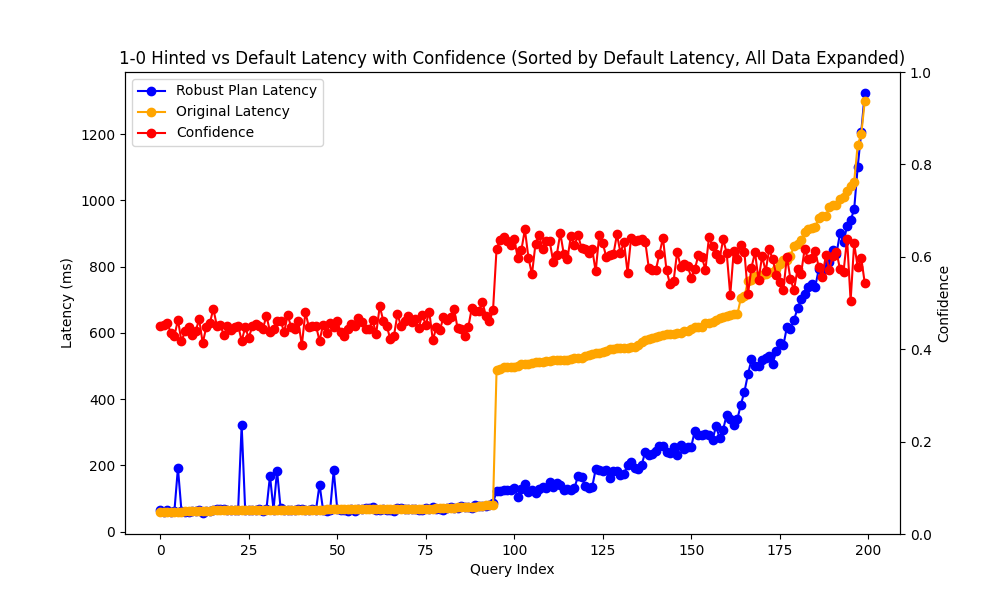 1-0 Hinted vs Default Latency with Confidence (Sorted by Default Latency, All Data Expanded)
Robust Plan Latency
Original Latency
Confidence
Latency (ms)
1200
1000
800
600
400
200
0
0 25 50 75 100 125 150 175 200
Query Index
1.0
0.8
0.6
0.4
0.2
0.0
Confidence